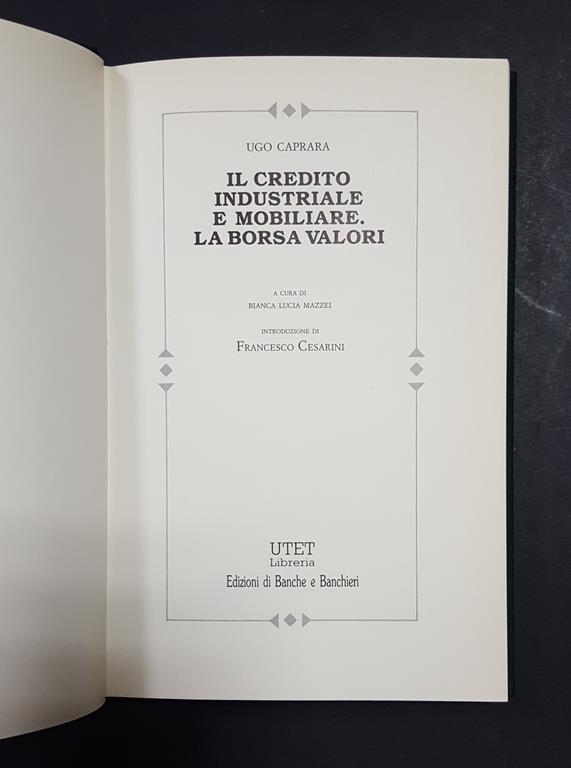 UGO CAPRARA
IL CREDITO
INDUSTRIALE
E MOBILIARE.
LA BORSA VALORI
A CURA DI
BIANCA LUCIA MAZZEI
INTRODUZIONE DI
FRANCESCO CESARINI
UTET
Libreria
Edizioni di Banche e Banchieri